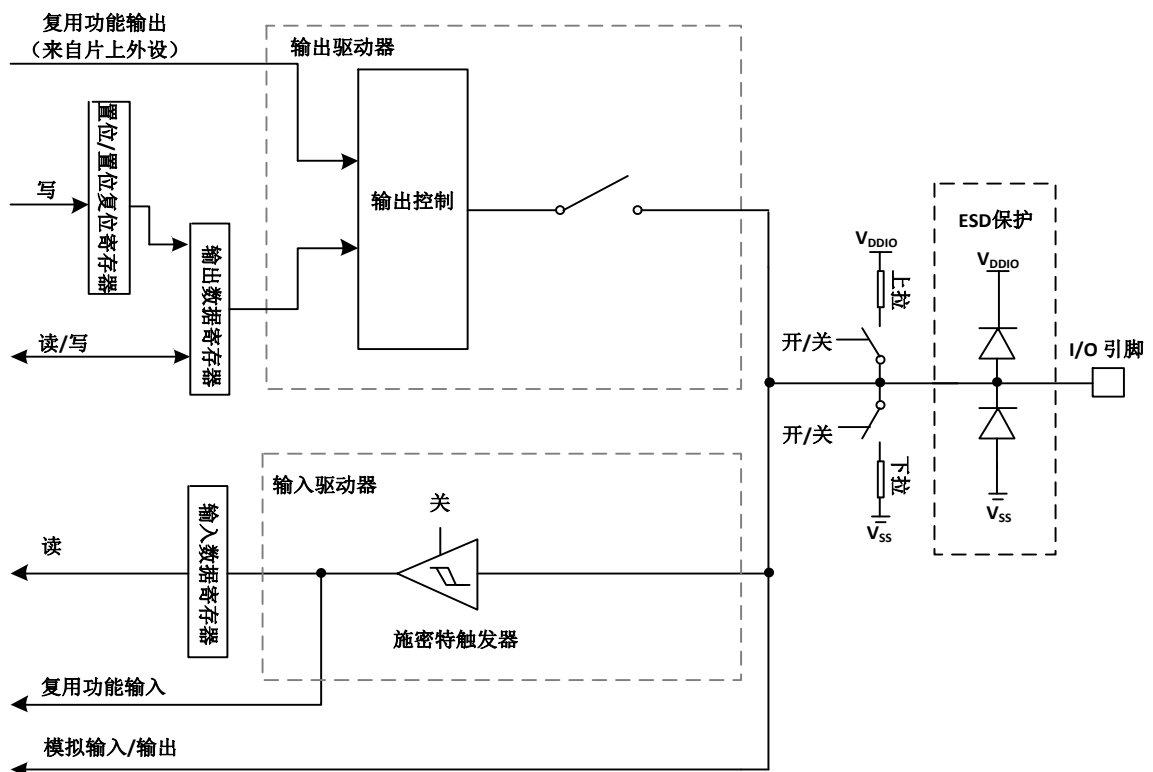 复用功能输出
（来自片上外设）
输出驱动器
置位/置位复位寄存器
写
输出控制
输出数据寄存器
读/写
ESD保护
VDDIO
VDDIO
上拉
开/关
I/O 引脚
开/关
下拉
VSS
VSS
输入驱动器
关
输入数据寄存器
读
施密特触发器
复用功能输入
模拟输入/输出